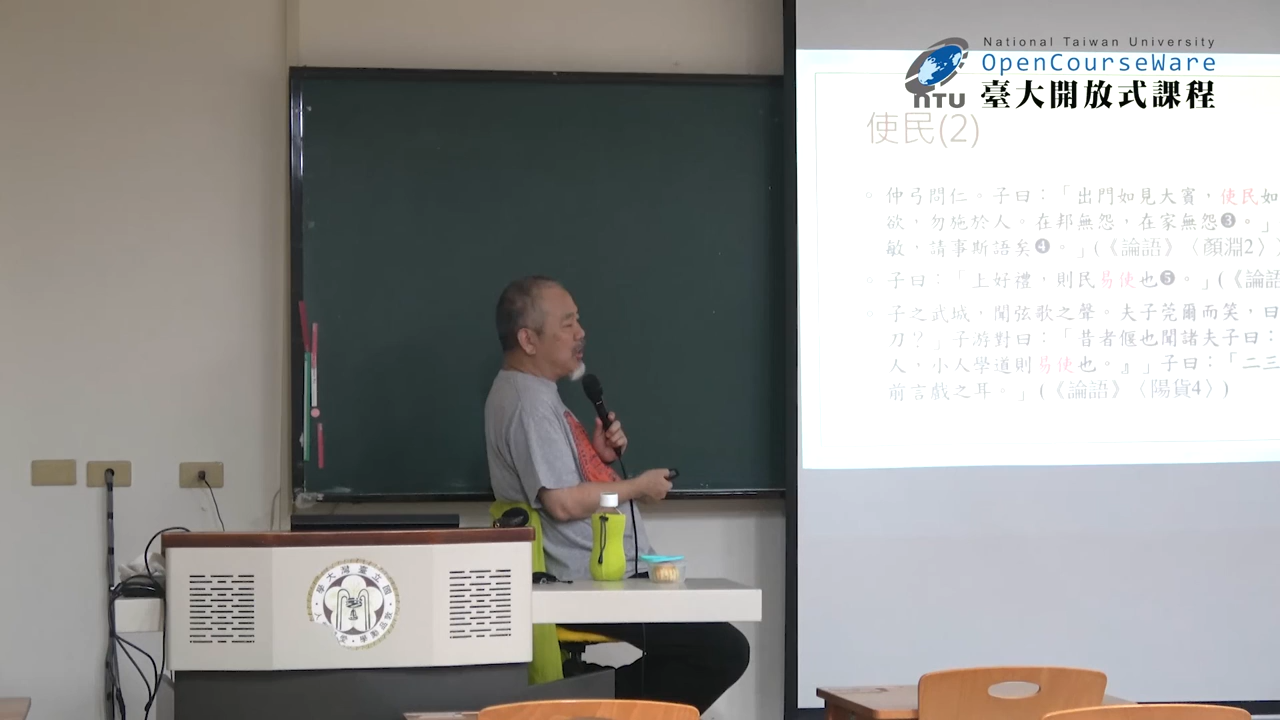 National Taiwan University
OpenCourseWare
NTU 臺大開放式課程
使民(2)
仲弓問仁。子曰：「出門如見大賓，使民如
欲，勿施於人。在邦無怨，在家無怨❸。」
敏，請事斯語矣❹。」(《論語》〈顏淵2〉)
子曰：「上好禮，則民易使也❺。」(《論語
子之武城，聞弦歌之聲。夫子莞爾而笑，曰
刀？」子游對曰：「昔者偃也聞諸夫子曰：
人，小人學道則易使也。』」子曰：「二三
前言戲之耳。」(《論語》〈陽貨4〉)